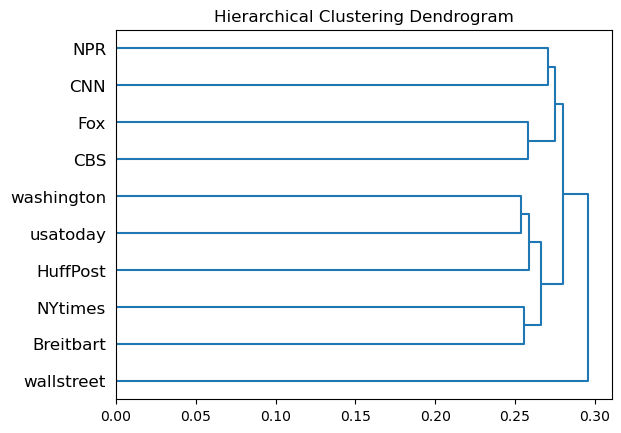 Hierarchical Clustering Dendrogram
NPR
CNN
Fox
CBS
washington
usatoday
HuffPost
NYtimes
Breitbart
wallstreet
0.00 0.05 0.10 0.15 0.20 0.25 0.30